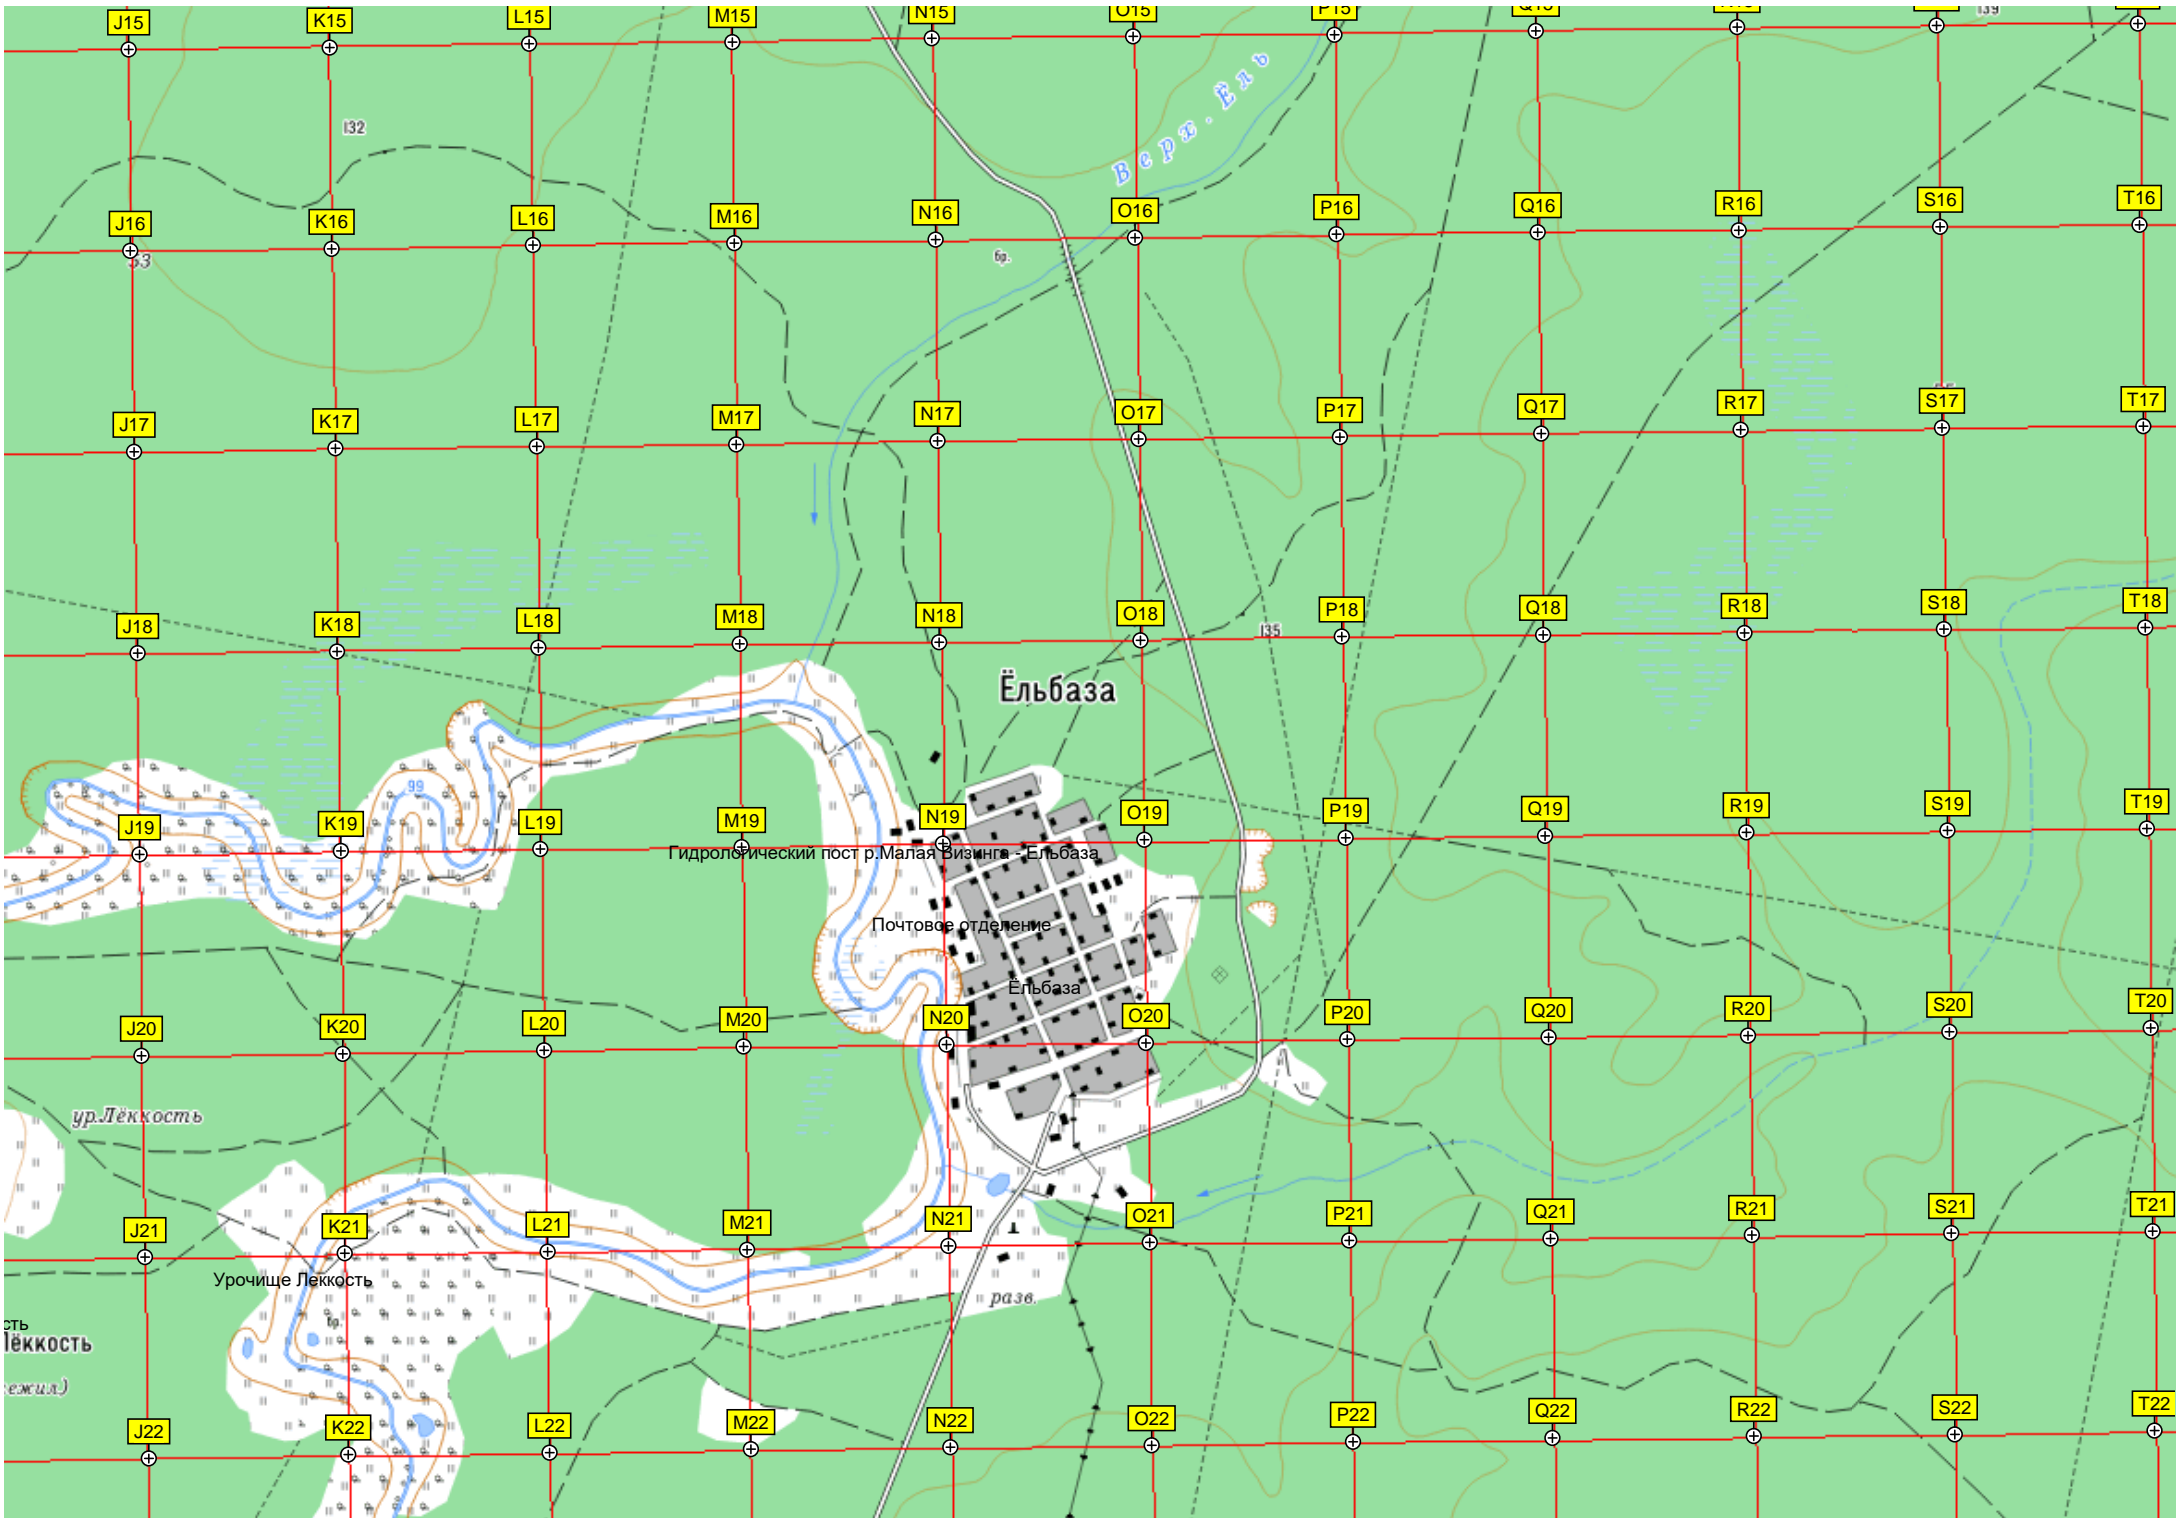 J15 K15 L15 M15 N15 O15 P15
139
132
Верх. Ёль
J16 K16 L16 M16 N16 O16 P16 Q16 R16 S16 T16
бр.
J17 K17 L17 M17 N17 O17 P17 Q17 R17 S17 T17
J18 K18 L18 M18 N18 O18 P18 Q18 R18 S18 T18
135
Ёльбаза
99
J19 K19 L19 M19 N19 O19 P19 Q19 R19 S19 T19
Гидрологический пост р.Малая Визинга - Ёльбаза
Почтовое отделение
Ёльбаза
J20 K20 L20 M20 N20 O20 P20 Q20 R20 S20 T20
ур.Лёккость
J21 K21 L21 M21 N21 O21 P21 Q21 R21 S21 T21
Урочище Леккость
разв.
бр.
сть
Лёккость
ежил.)
J22 K22 L22 M22 N22 O22 P22 Q22 R22 S22 T22